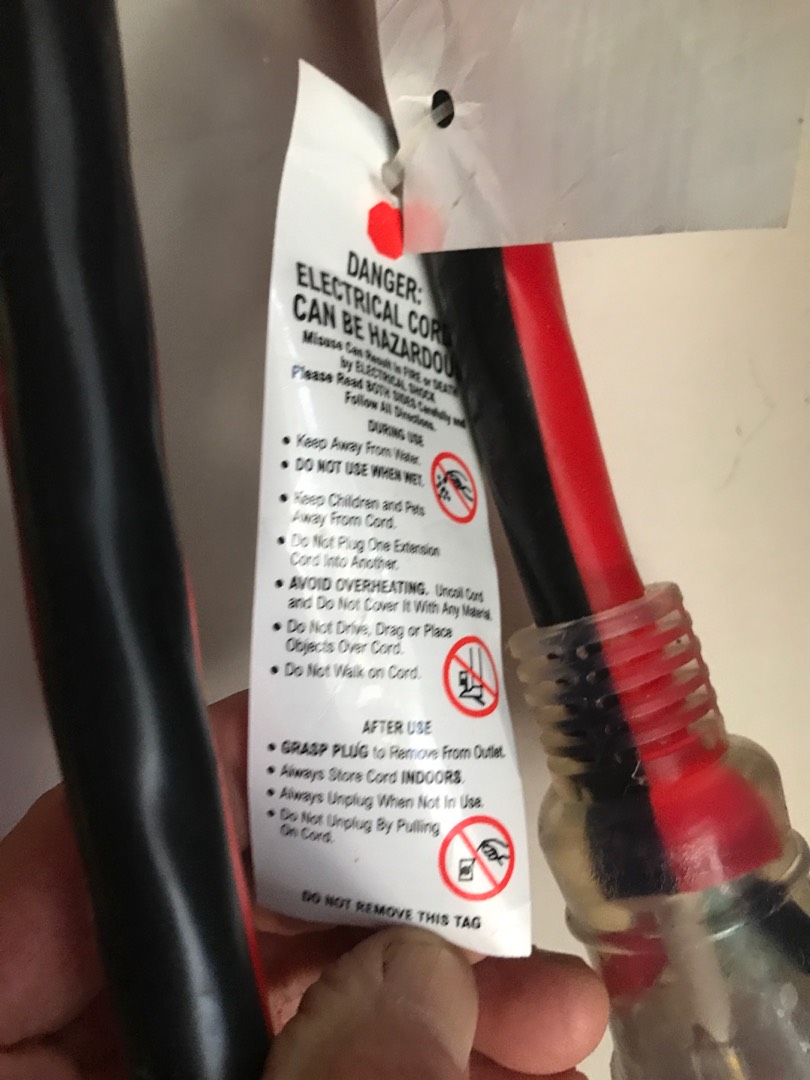 DANGER:
ELECTRICAL CORD
CAN BE HAZARDOU
Misuse Can Result in FIRE or DEATH
by ELECTRICAL SHOCK
Please Read BOTH SIDES Carefully and
Follow All Directions.
DURING USE
• Keep Away From Water.
• DO NOT USE WHEN WET.
• Keep Children and Pets
Away From Cord.
• Do Not Plug One Extension
Cord Into Another.
• AVOID OVERHEATING. Uncoil Cord
and Do Not Cover It With Any Material.
• Do Not Drive, Drag or Place
Objects Over Cord.
• Do Not Walk on Cord.
AFTER USE
• GRASP PLUG to Remove From Outlet.
• Always Store Cord INDOORS.
• Always Unplug When Not In Use.
• Do Not Unplug By Pulling
On Cord.
DO NOT REMOVE THIS TAG